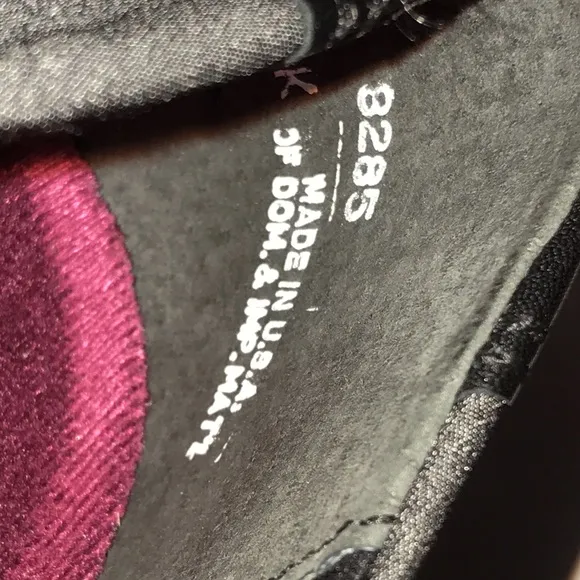 K
8285
MADE IN U.S.A.
OF DOM. & IMP. MAT'L